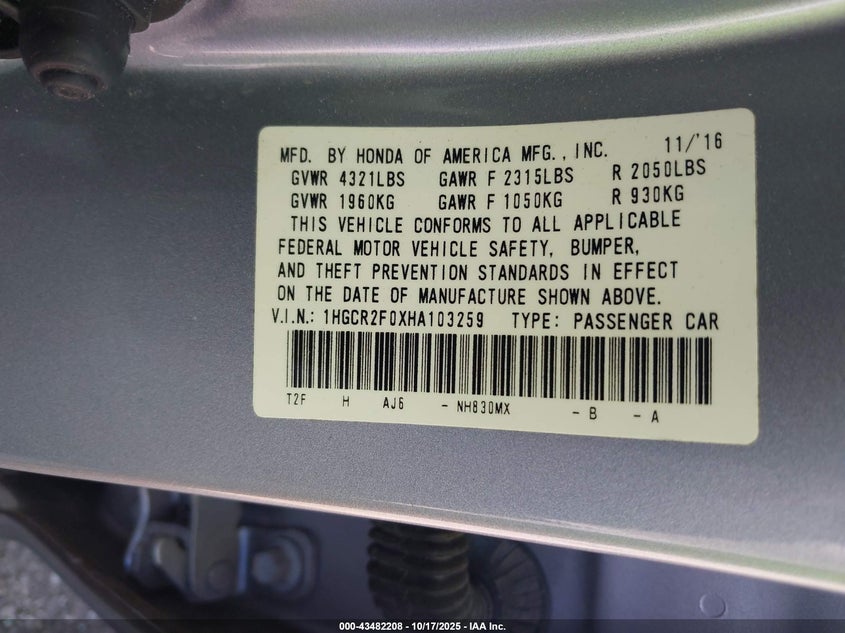 MFD. BY HONDA OF AMERICA MFG., INC. 11/'16
GVWR 4321LBS GAWR F 2315LBS R 2050LBS
GVWR 1960KG GAWR F 1050KG R 930KG
THIS VEHICLE CONFORMS TO ALL APPLICABLE
FEDERAL MOTOR VEHICLE SAFETY, BUMPER,
AND THEFT PREVENTION STANDARDS IN EFFECT
ON THE DATE OF MANUFACTURE SHOWN ABOVE.
V.I.N.: 1HGCR2F0XHA103259 TYPE: PASSENGER CAR
T2F H AJ6 - NH830MX - B - A
000-43482208 - 10/17/2025 - IAA Inc.